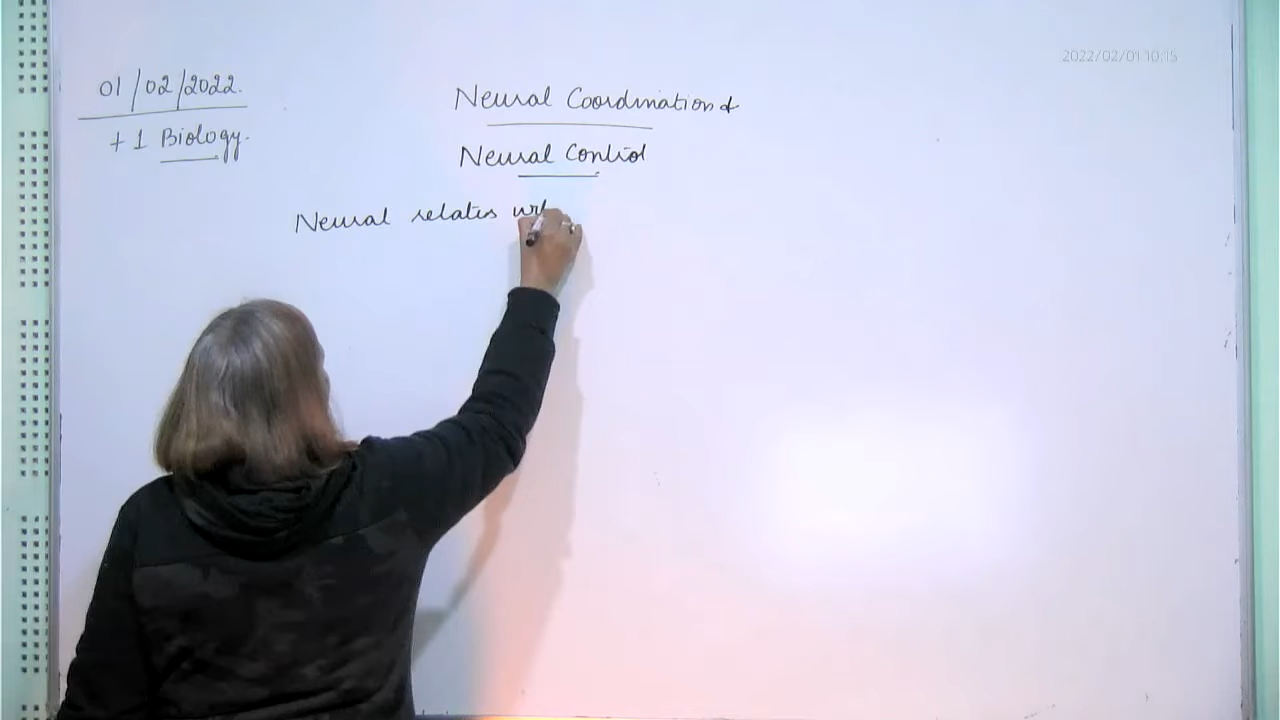 2022/02/01 10:15
01/02/2022.
+1 Biology.
Neural Coordination &
Neural Control
Neural relates